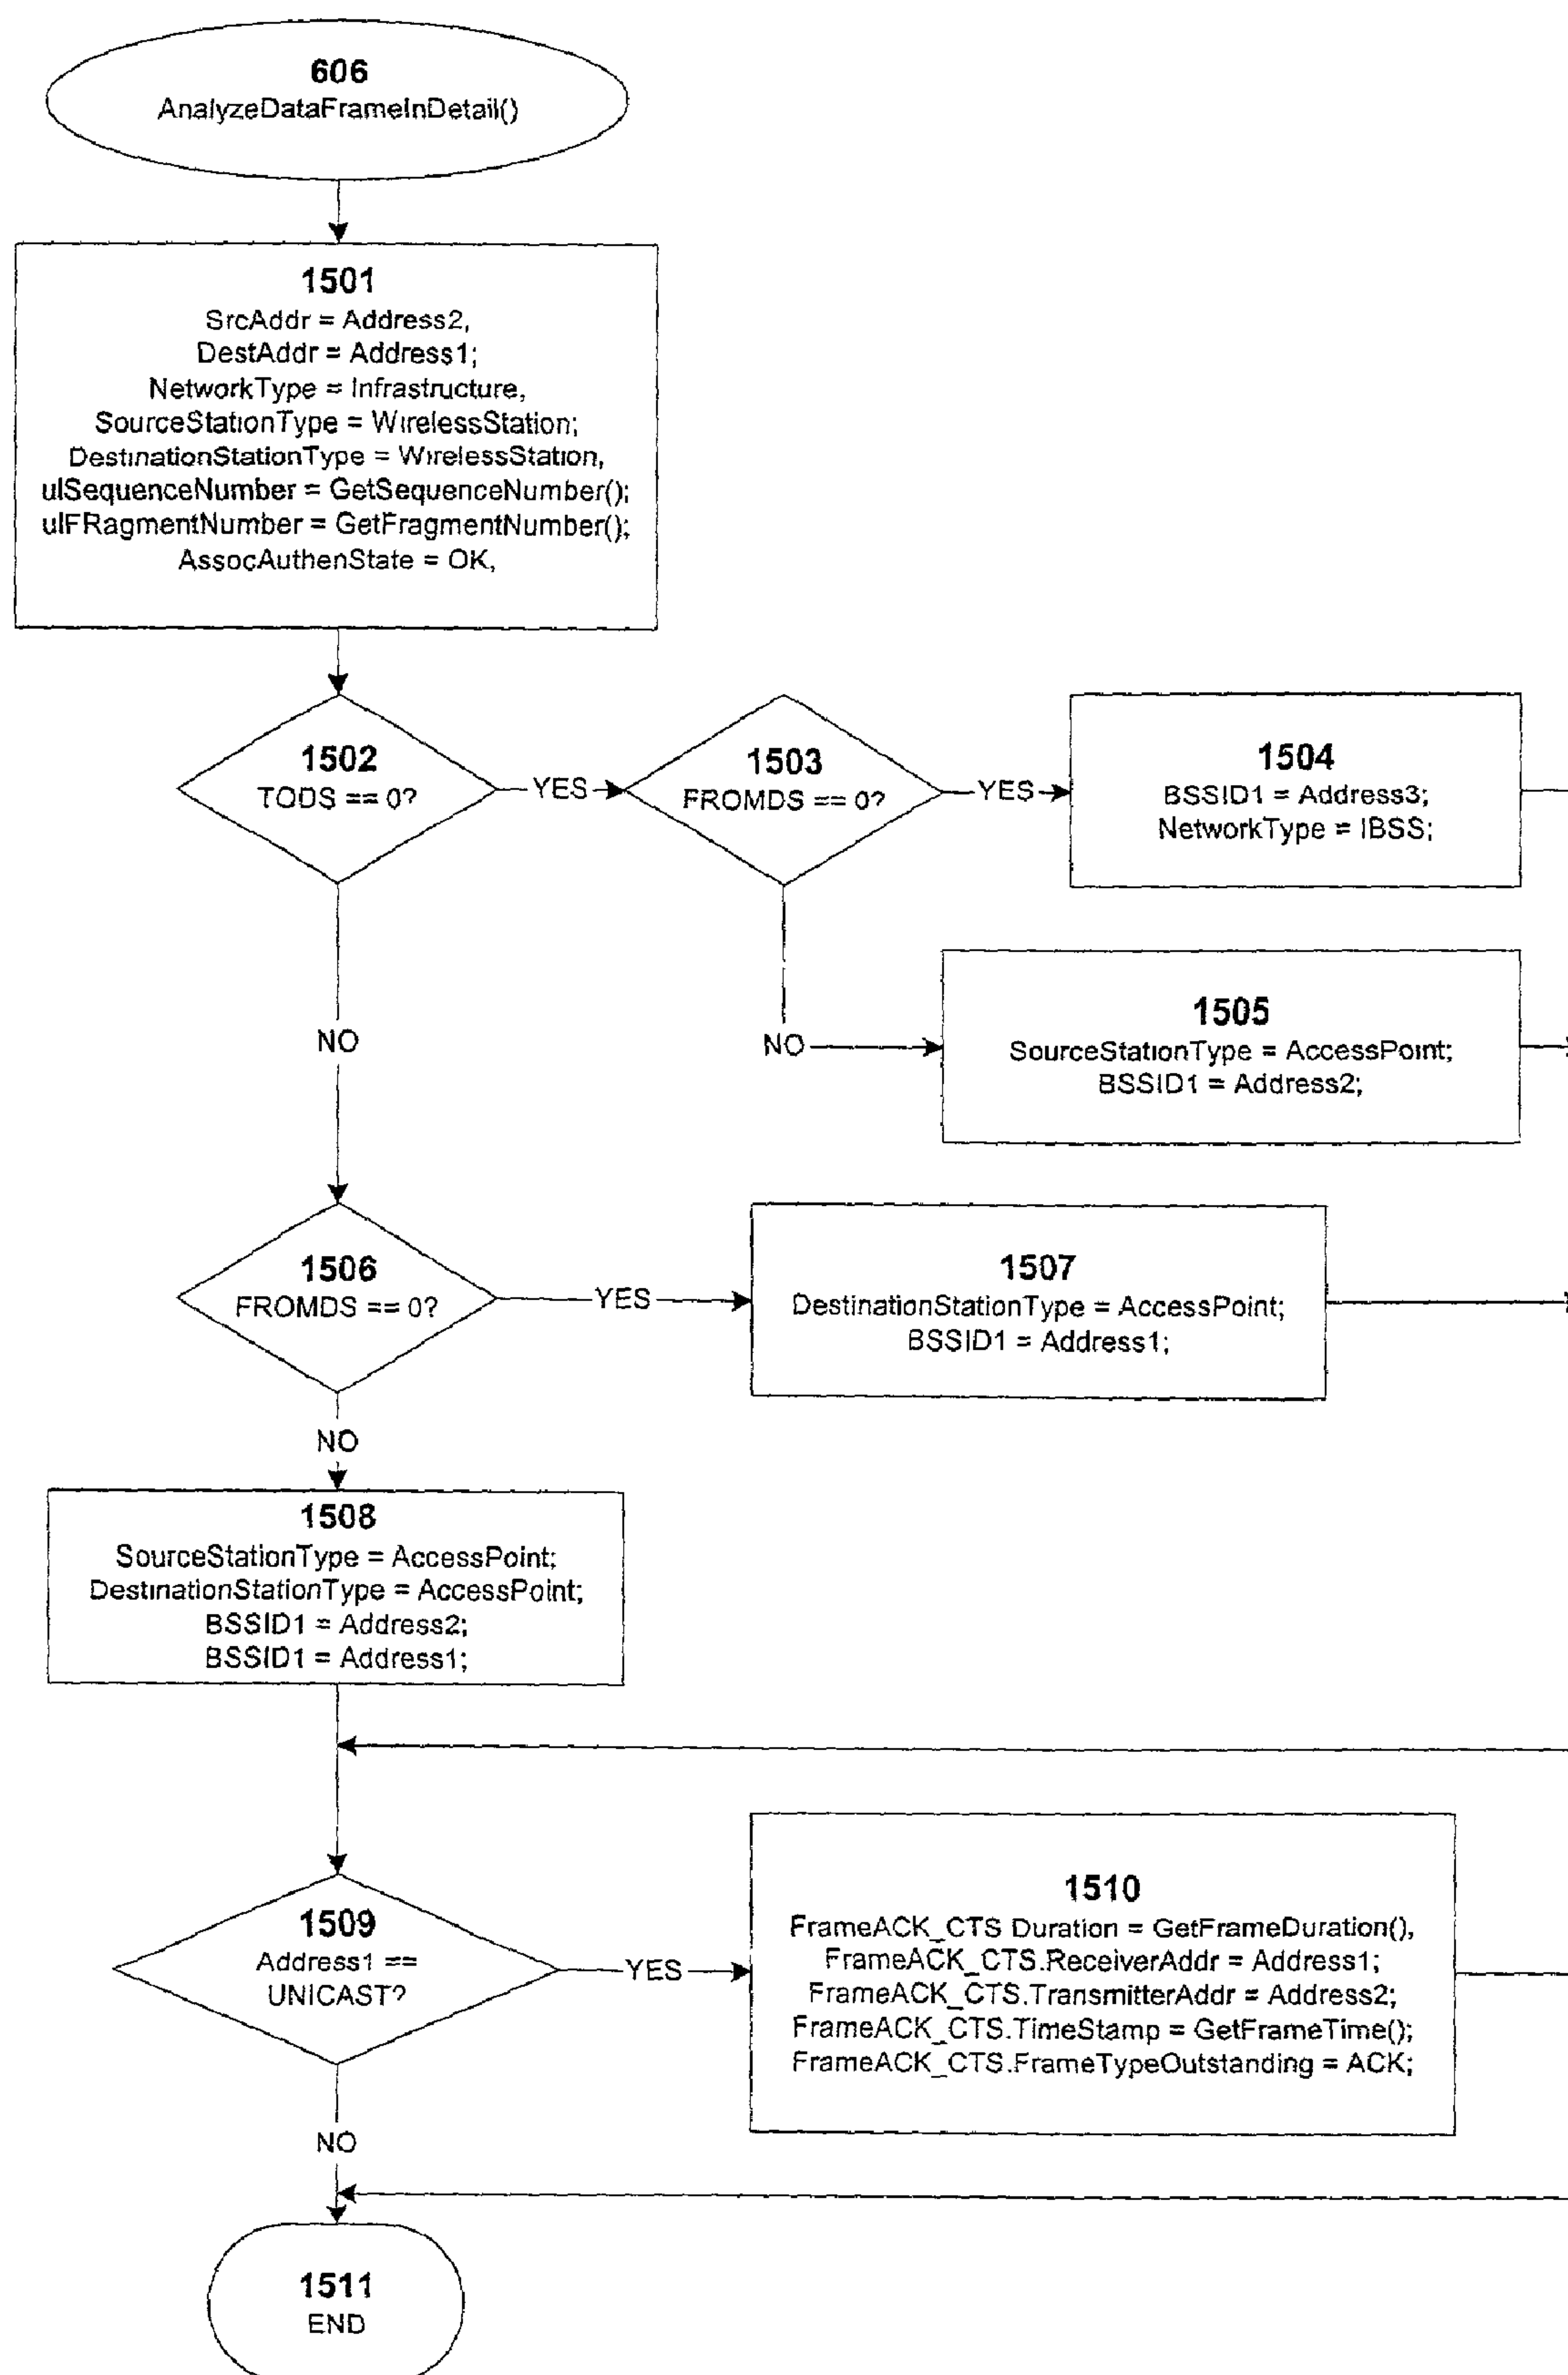 606
AnalyzeDataFrameInDetail()
1501
SrcAddr = Address2,
DestAddr = Address1;
NetworkType = Infrastructure,
SourceStationType = WirelessStation;
DestinationStationType = WirelessStation,
ulSequenceNumber = GetSequenceNumber();
ulFRagmentNumber = GetFragmentNumber();
AssocAuthenState = OK,
1502
TODS == 0?
YES
1503
FROMDS == 0?
YES
1504
BSSID1 = Address3;
NetworkType = IBSS;
NO
NO
1505
SourceStationType = AccessPoint;
BSSID1 = Address2;
1506
FROMDS == 0?
YES
1507
DestinationStationType = AccessPoint;
BSSID1 = Address1;
NO
1508
SourceStationType = AccessPoint;
DestinationStationType = AccessPoint;
BSSID1 = Address2;
BSSID1 = Address1;
1509
Address1 ==
UNICAST?
YES
1510
FrameACK_CTS Duration = GetFrameDuration(),
FrameACK_CTS.ReceiverAddr = Address1;
FrameACK_CTS.TransmitterAddr = Address2;
FrameACK_CTS.TimeStamp = GetFrameTime();
FrameACK_CTS.FrameTypeOutstanding = ACK;
NO
1511
END